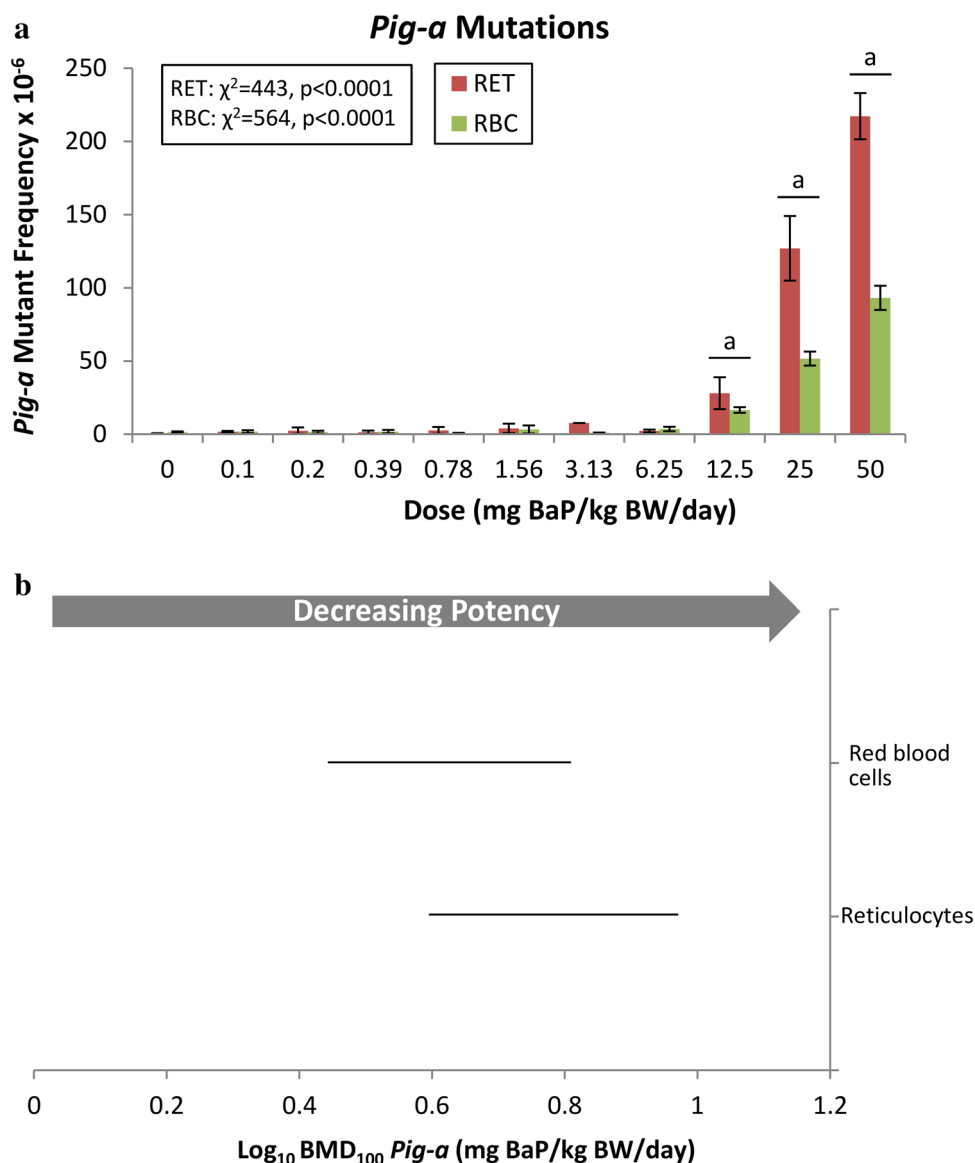 a
Pig-a Mutations
Pig-a Mutant Frequency x 10⁻⁶
250
200
150
100
50
0
RET: χ²=443, p<0.0001
RBC: χ²=564, p<0.0001
RET
RBC
a
a
a
0 0.1 0.2 0.39 0.78 1.56 3.13 6.25 12.5 25 50
Dose (mg BaP/kg BW/day)
b
Decreasing Potency
Red blood
cells
Reticulocytes
0 0.2 0.4 0.6 0.8 1 1.2
Log₁₀ BMD₁₀₀ Pig-a (mg BaP/kg BW/day)